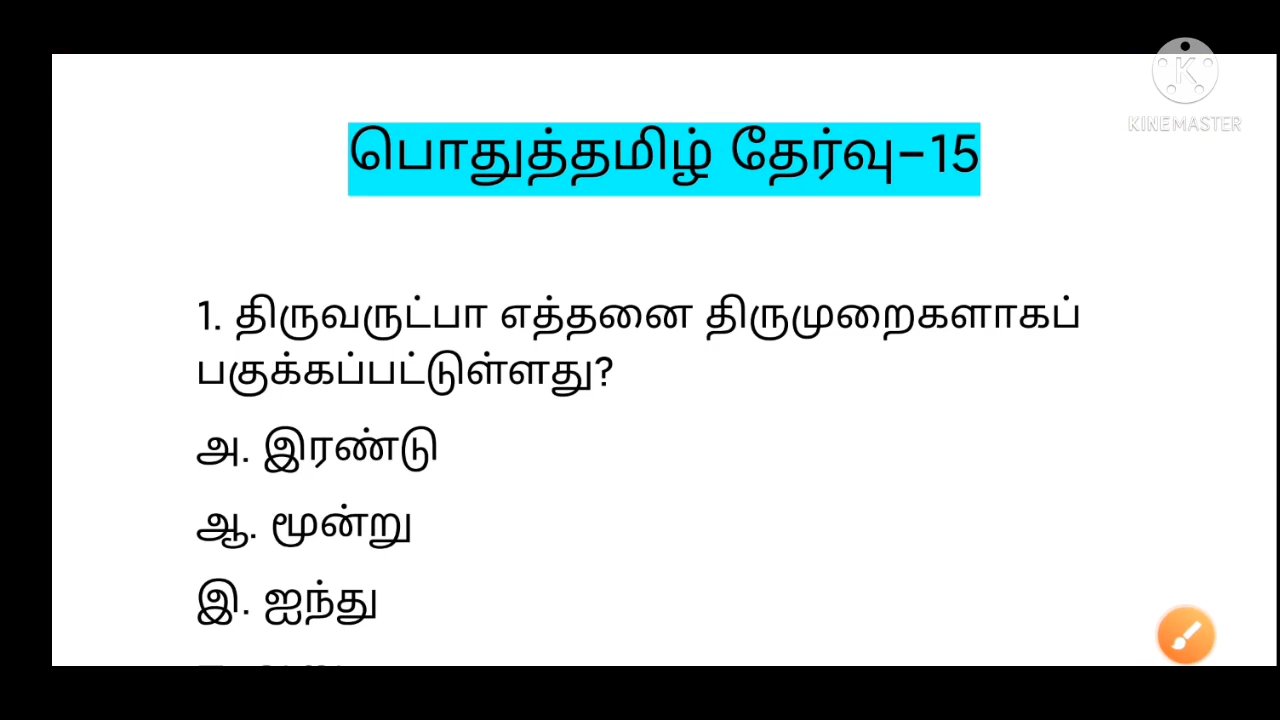 KINEMASTER
பொதுத்தமிழ் தேர்வு-15
1. திருவருட்பா எத்தனை திருமுறைகளாகப்
பகுக்கப்பட்டுள்ளது?
அ. இரண்டு
ஆ. மூன்று
இ. ஐந்து